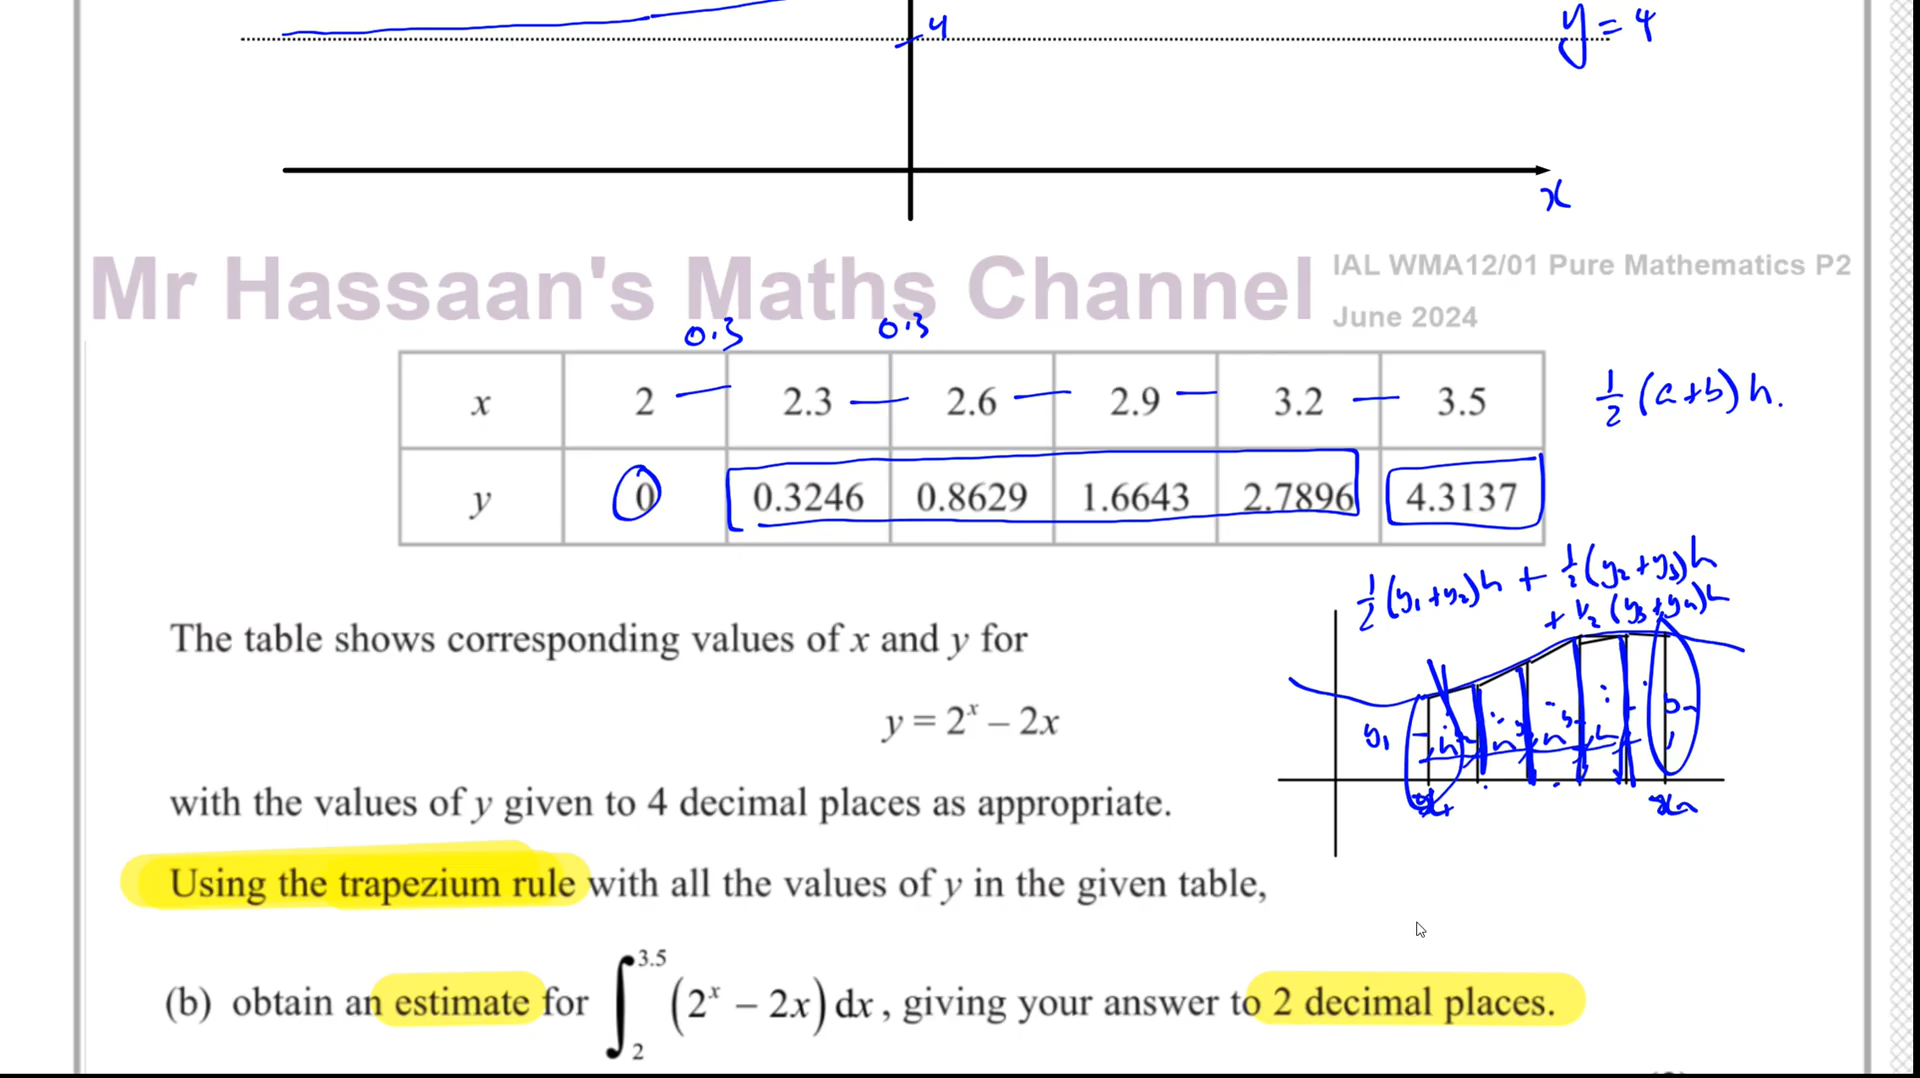 4
y = 4
x
Mr Hassaan's Maths Channel
IAL WMA12/01 Pure Mathematics P2
June 2024
0.3 0.3
x 2 2.3 2.6 2.9 3.2 3.5
½ (a+b) h.
y 0 0.3246 0.8629 1.6643 2.7896 4.3137
½(y₁+y₂)h + ½(y₂+y₃)h
+ ½(y₃+y₄)h
The table shows corresponding values of x and y for
y = 2ˣ – 2x
y₁ h h h h
with the values of y given to 4 decimal places as appropriate.
Using the trapezium rule with all the values of y in the given table,
(b) obtain an estimate for ∫₂^3.5 (2ˣ – 2x) dx, giving your answer to 2 decimal places.